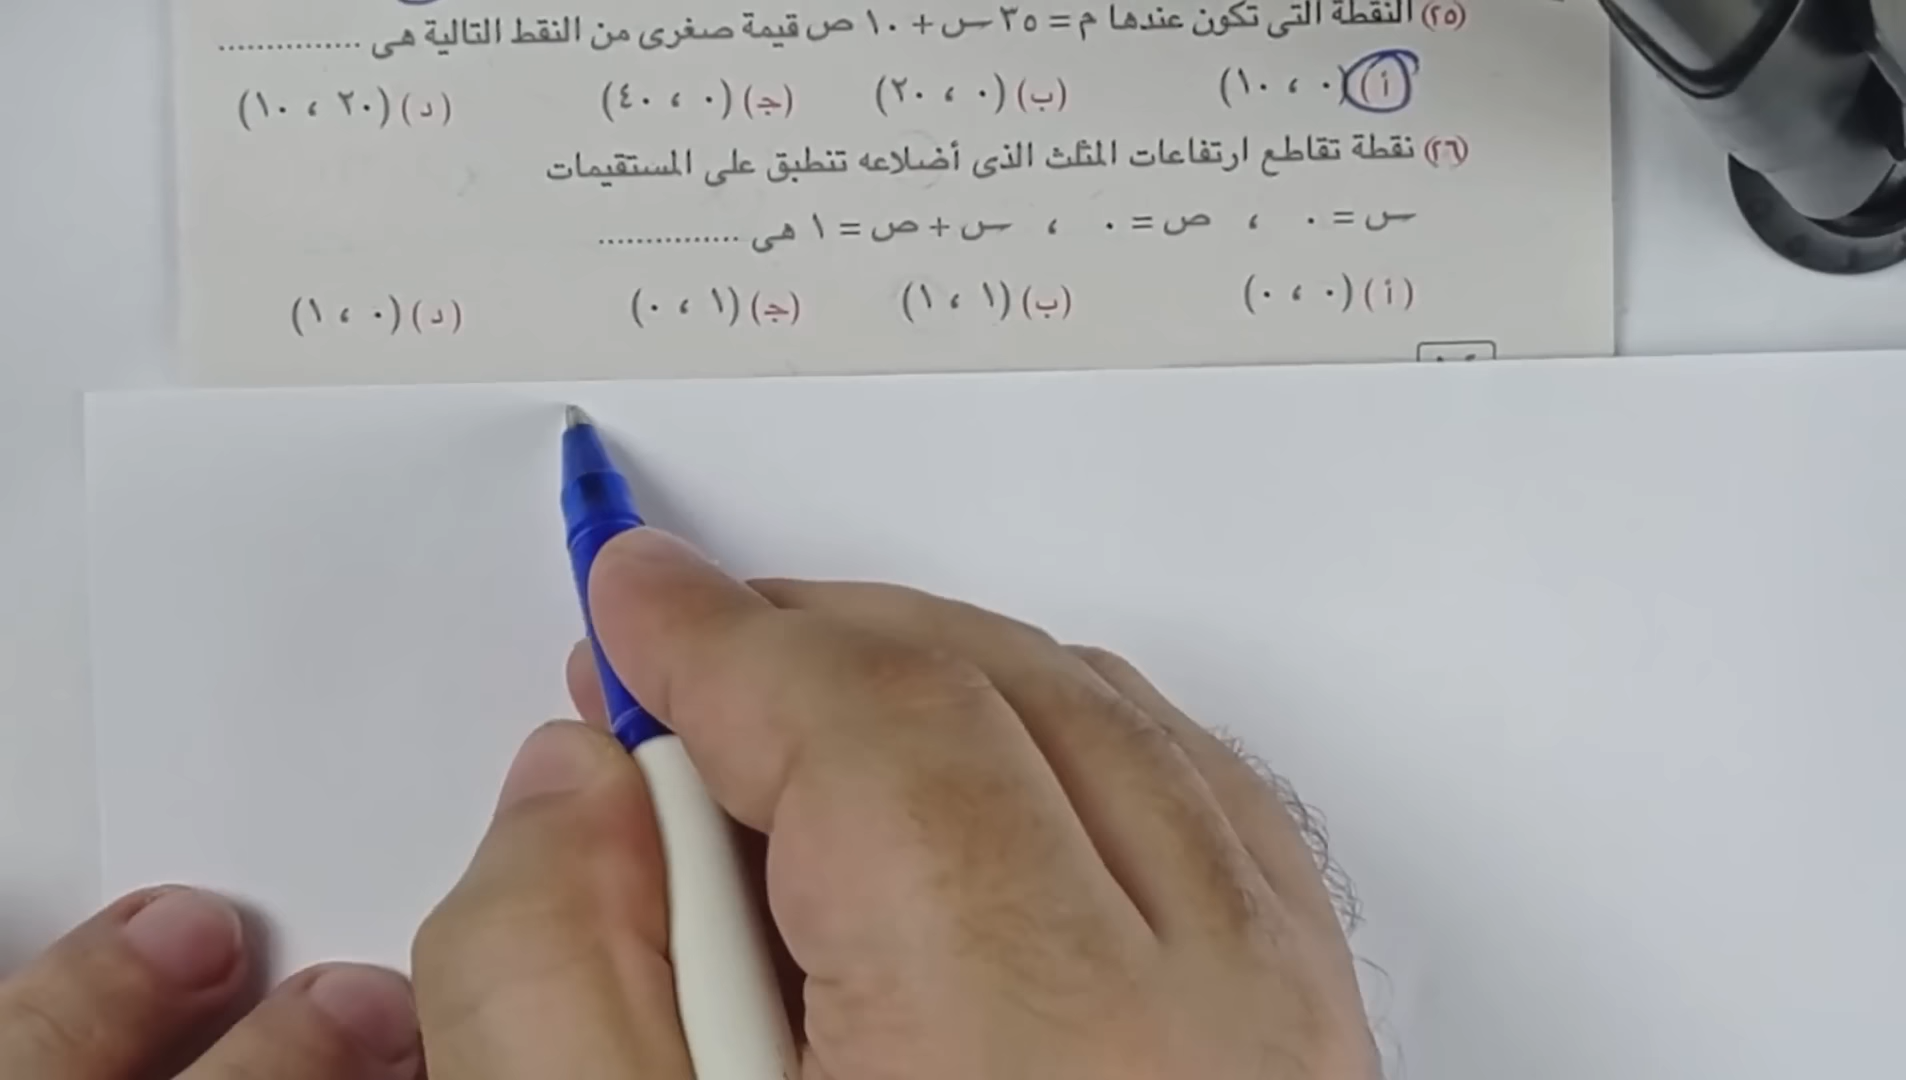 (٢٥) النقطة التى تكون عندها م = ٣٥ س + ١٠ ص قيمة صغرى من النقط التالية هى ...............
(أ) (٠ ، ١٠) (ب) (٠ ، ٢٠) (جـ) (٠ ، ٤٠) (د) (٢٠ ، ١٠)
(٢٦) نقطة تقاطع ارتفاعات المثلث الذى أضلاعه تنطبق على المستقيمات
س = ٠ ، ص = ٠ ، س + ص = ١ هى ...............
(أ) (٠ ، ٠) (ب) (١ ، ١) (جـ) (١ ، ٠) (د) (٠ ، ١)